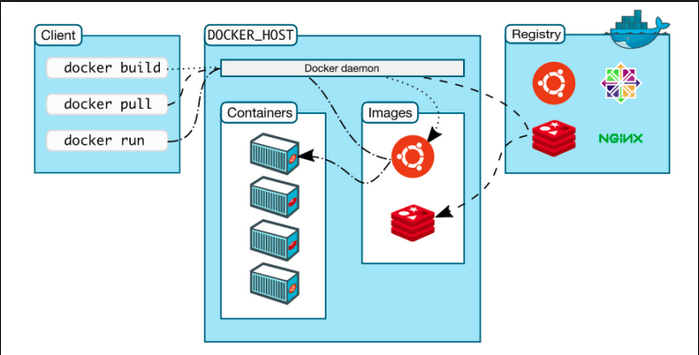 Client
docker build
docker pull
docker run
DOCKER_HOST
Docker daemon
Containers
Images
Registry
NGINX